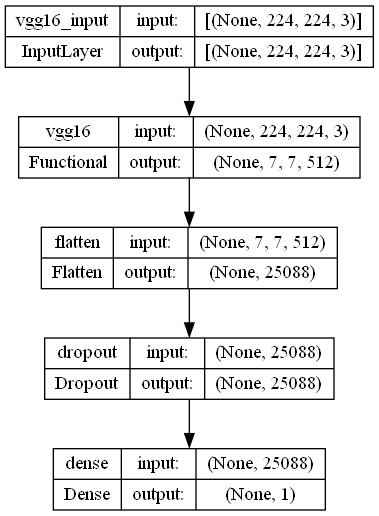 vgg16_input input: [(None, 224, 224, 3)]
InputLayer output: [(None, 224, 224, 3)]
vgg16 input: (None, 224, 224, 3)
Functional output: (None, 7, 7, 512)
flatten input: (None, 7, 7, 512)
Flatten output: (None, 25088)
dropout input: (None, 25088)
Dropout output: (None, 25088)
dense input: (None, 25088)
Dense output: (None, 1)